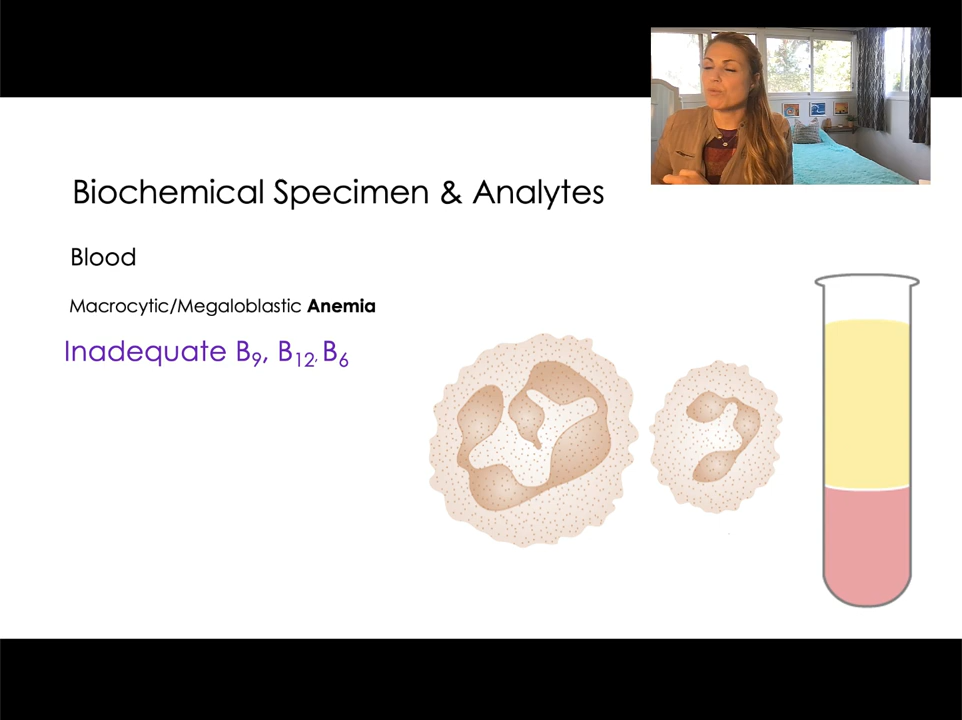 Biochemical Specimen & Analytes
Blood
Macrocytic/Megaloblastic Anemia
Inadequate B₉, B₁₂, B₆